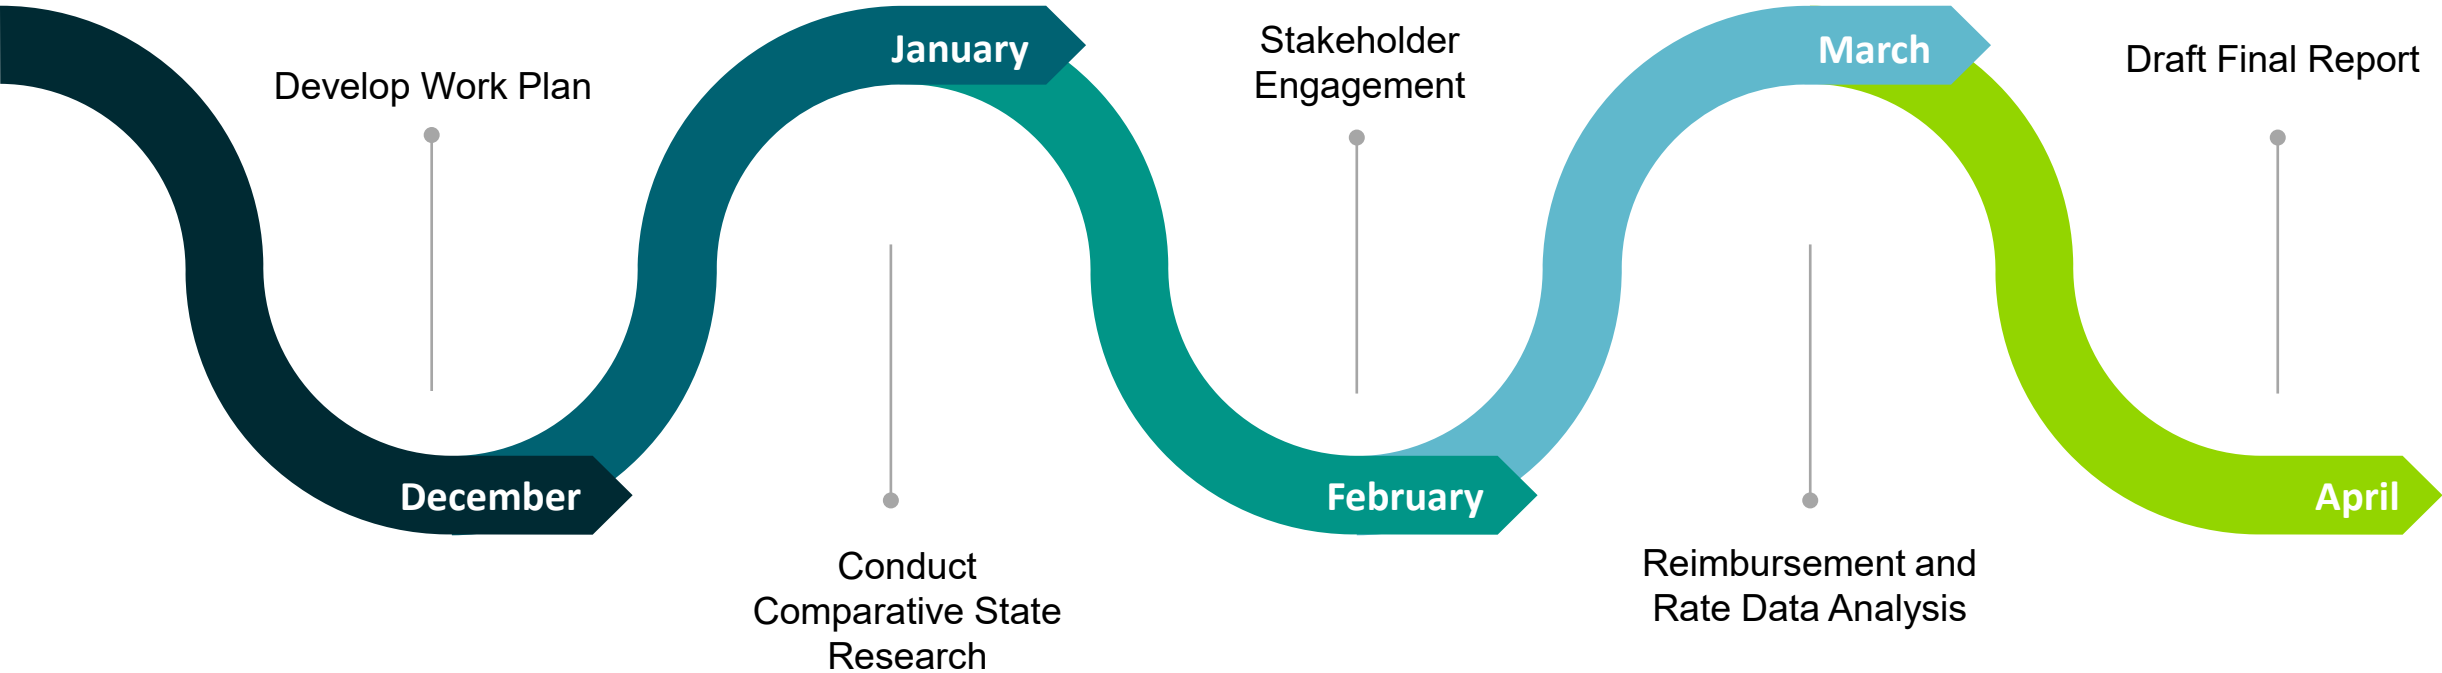 Develop Work Plan
December
January
Conduct
Comparative State
Research
Stakeholder
Engagement
February
March
Reimbursement and
Rate Data Analysis
Draft Final Report
April